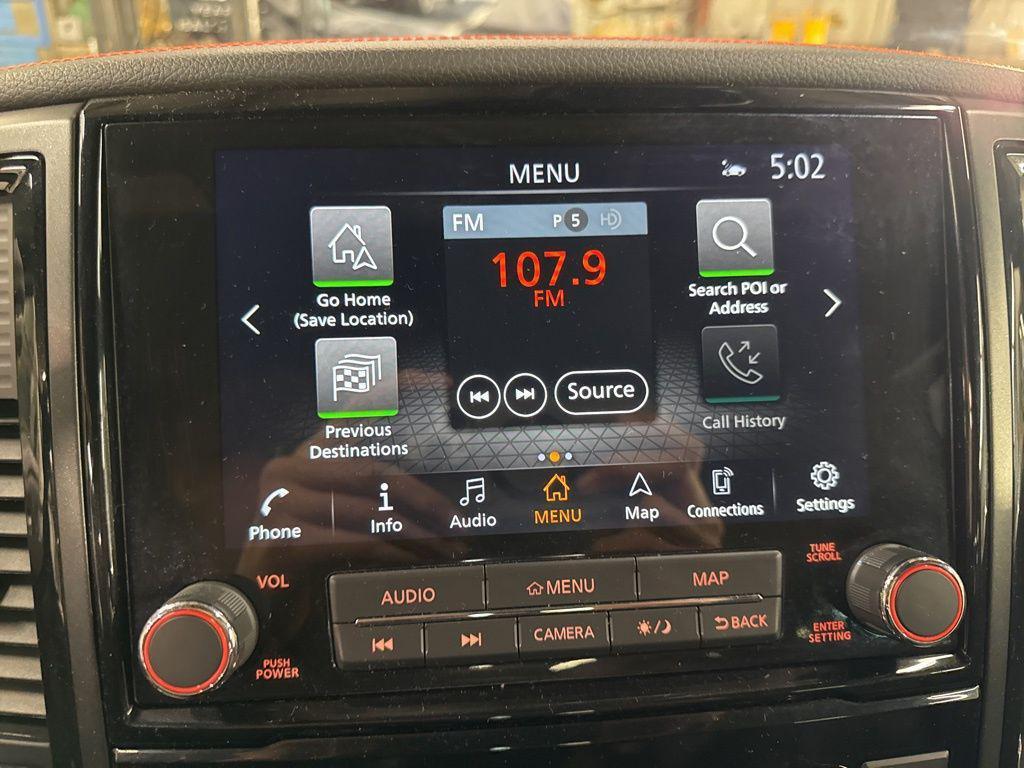 MENU
5:02
FM P 5 HD
107.9
FM
Go Home
(Save Location)
Search POI or
Address
Source
Previous
Destinations
Call History
Phone
Info
Audio
MENU
Map
Connections
Settings
VOL
PUSH
POWER
AUDIO
MENU
MAP
CAMERA
BACK
TUNE
SCROLL
ENTER
SETTING